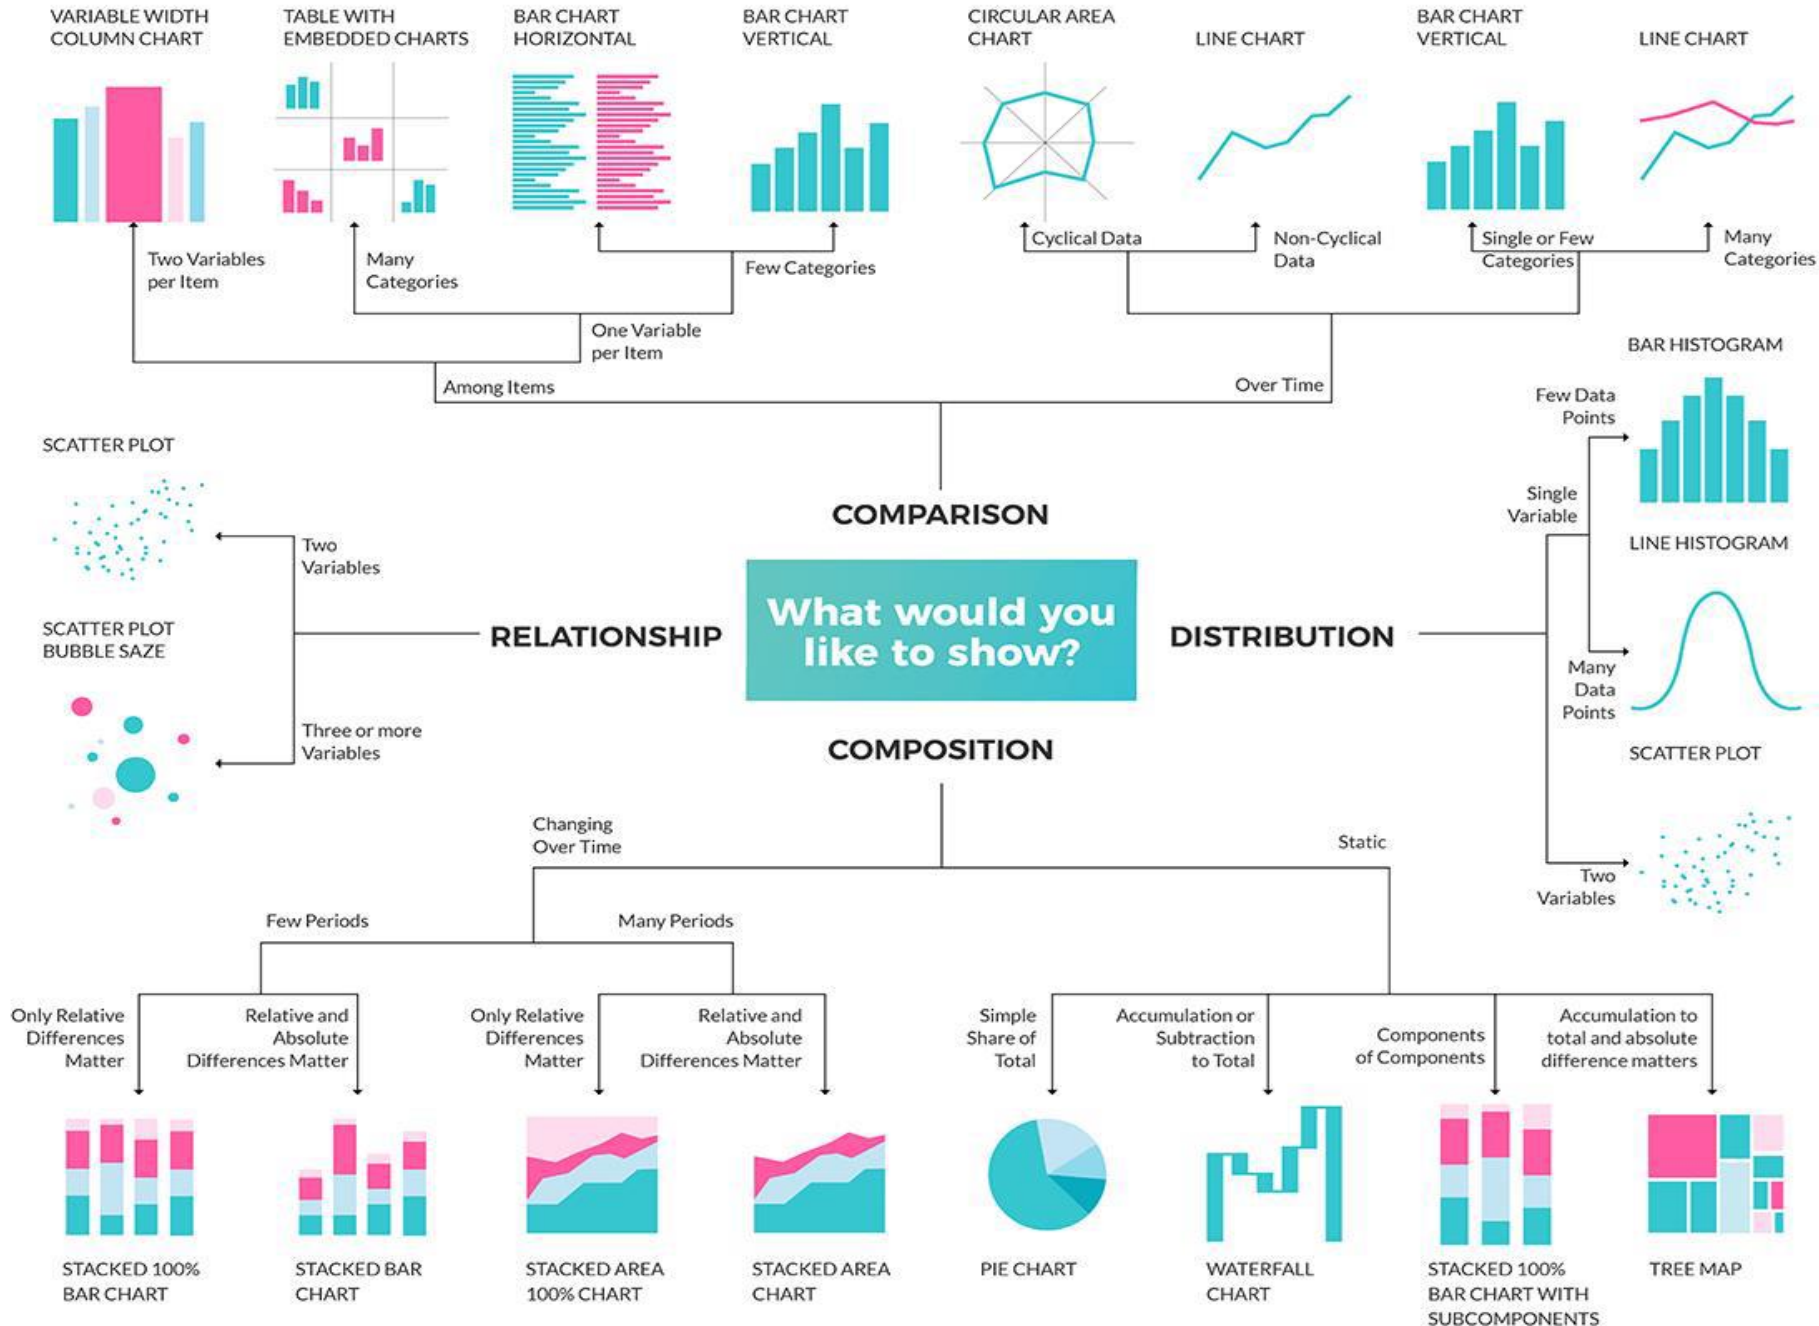 VARIABLE WIDTH
COLUMN CHART
TABLE WITH
EMBEDDED CHARTS
BAR CHART
HORIZONTAL
BAR CHART
VERTICAL
CIRCULAR AREA
CHART
LINE CHART
BAR CHART
VERTICAL
LINE CHART
Two Variables
per Item
Many
Categories
Few Categories
Cyclical Data
Non-Cyclical
Data
Single or Few
Categories
Many
Categories
One Variable
per Item
Among Items
Over Time
BAR HISTOGRAM
Few Data
Points
Single
Variable
LINE HISTOGRAM
Many
Data
Points
SCATTER PLOT
Two
Variables
SCATTER PLOT
Two
Variables
SCATTER PLOT
BUBBLE SAZE
Three or more
Variables
COMPARISON
RELATIONSHIP
What would you
like to show?
DISTRIBUTION
COMPOSITION
Changing
Over Time
Static
Few Periods
Many Periods
Only Relative
Differences
Matter
Relative and
Absolute
Differences Matter
Only Relative
Differences
Matter
Relative and
Absolute
Differences Matter
Simple
Share of
Total
Accumulation or
Subtraction
to Total
Components
of Components
Accumulation to
total and absolute
difference matters
STACKED 100%
BAR CHART
STACKED BAR
CHART
STACKED AREA
100% CHART
STACKED AREA
CHART
PIE CHART
WATERFALL
CHART
STACKED 100%
BAR CHART WITH
SUBCOMPONENTS
TREE MAP